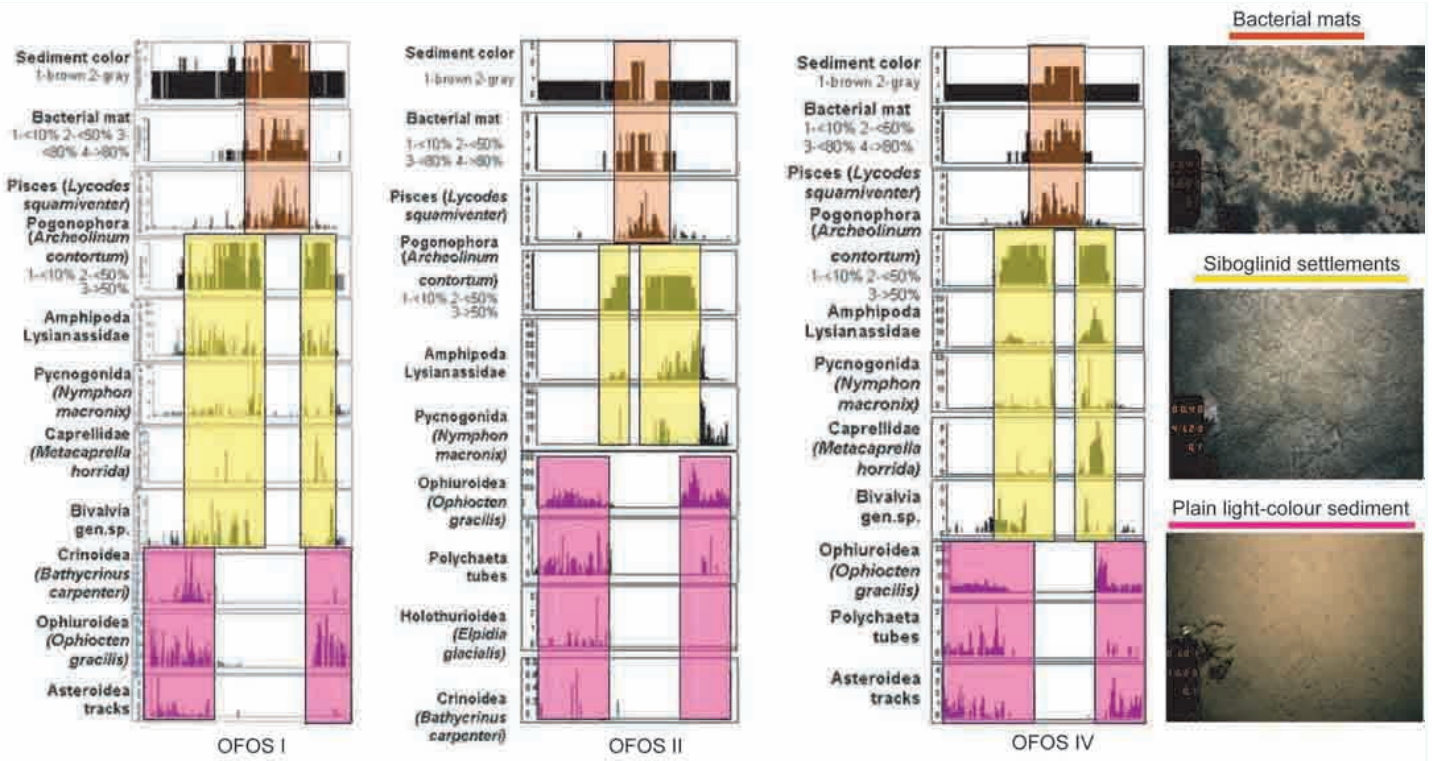 Sediment color
1-brown 2-gray
Bacterial mat
1-<10% 2-<50% 3-
<80% 4->80%
Pisces (Lycodes
squamiventer)
Pogonophora
(Archeolinum
contortum)
1-<10% 2-<50%
3->50%
Amphipoda
Lysianassidae
Pycnogonida
(Nymphon
macronix)
Caprellidae
(Metacaprella
horrida)
Bivalvia
gen.sp.
Crinoidea
(Bathycrinus
carpenteri)
Ophiuroidea
(Ophiocten
gracilis)
Asteroidea
tracks
OFOS I
Sediment color
1-brown 2-gray
Bacterial mat
1-<10% 2-<50%
3-<80% 4->80%
Pisces (Lycodes
squamiventer)
Pogonophora
(Archeolinum
contortum)
1-<10% 2-<50%
3->50%
Amphipoda
Lysianassidae
Pycnogonida
(Nymphon
macronix)
Ophiuroidea
(Ophiocten
gracilis)
Polychaeta
tubes
Holothurioidea
(Elpidia
glacialis)
Crinoidea
(Bathycrinus
carpenteri)
OFOS II
Sediment color
1-brown 2-gray
Bacterial mat
1-<10% 2-<50%
3-<80% 4->80%
Pisces (Lycodes
squamiventer)
Pogonophora
(Archeolinum
contortum)
1-<10% 2-<50%
3->50%
Amphipoda
Lysianassidae
Pycnogonida
(Nymphon
macronix)
Caprellidae
(Metacaprella
horrida)
Bivalvia
gen.sp.
Ophiuroidea
(Ophiocten
gracilis)
Polychaeta
tubes
Asteroidea
tracks
OFOS IV
Bacterial mats
Siboglinid settlements
Plain light-colour sediment